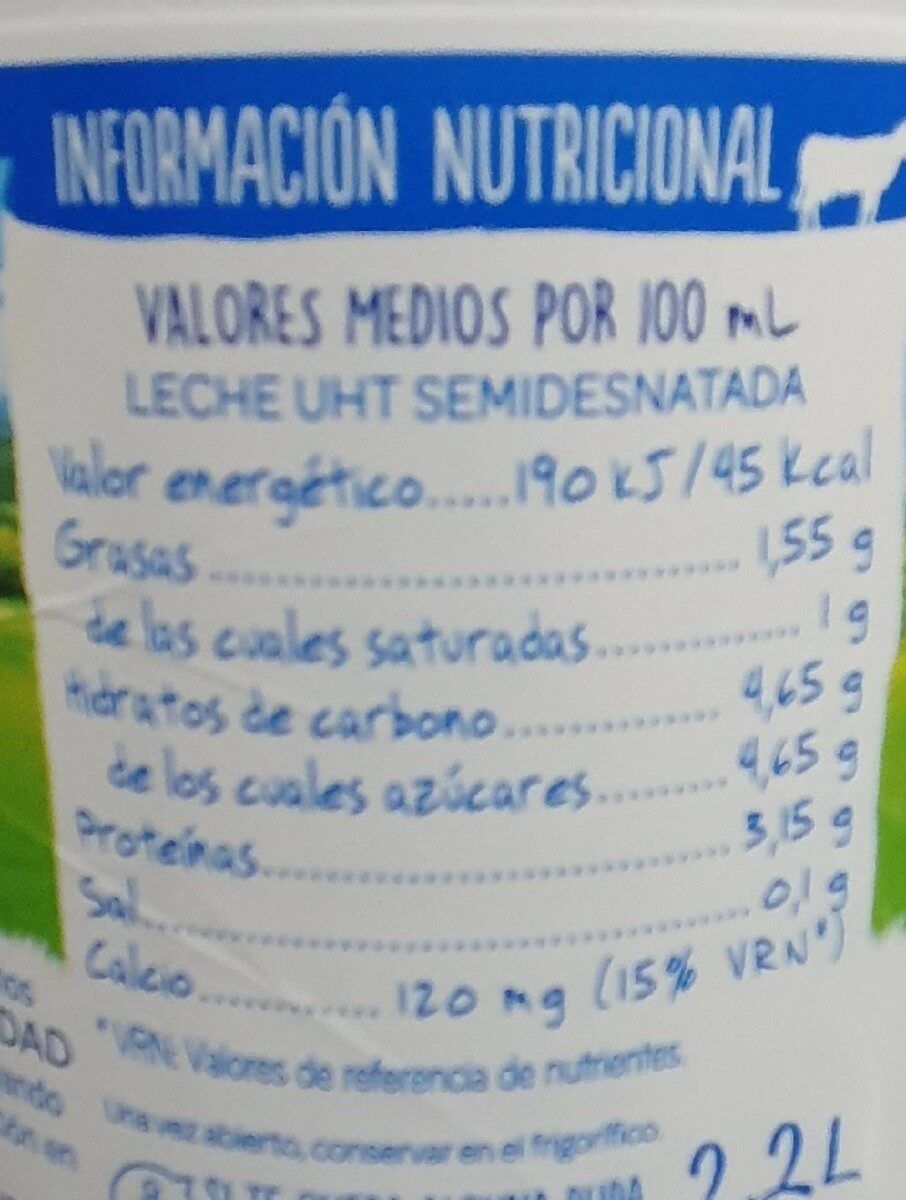 INFORMACIÓN NUTRICIONAL
VALORES MEDIOS POR 100 mL
LECHE UHT SEMIDESNATADA
Valor energético......190 kJ/45 kcal
Grasas ........................................ 1,55 g
de las cuales saturadas................ 1 g
Hidratos de carbono................. 4,65 g
de los cuales azúcares.......... 4,65 g
Proteínas........................................ 3,15 g
Sal................................................ 0,1 g
Calcio.............. 120 mg (15% VRN*)
*VRN: Valores de referencia de nutrientes.
Una vez abierto, conservar en el frigorífico.
DAD
2,2L